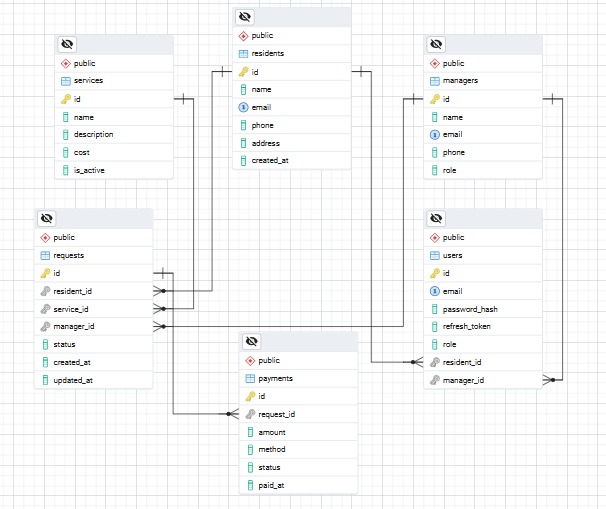 public
services
id
name
description
cost
is_active
public
residents
id
name
email
phone
address
created_at
public
managers
id
name
email
phone
role
public
requests
id
resident_id
service_id
manager_id
status
created_at
updated_at
public
payments
id
request_id
amount
method
status
paid_at
public
users
id
email
password_hash
refresh_token
role
resident_id
manager_id